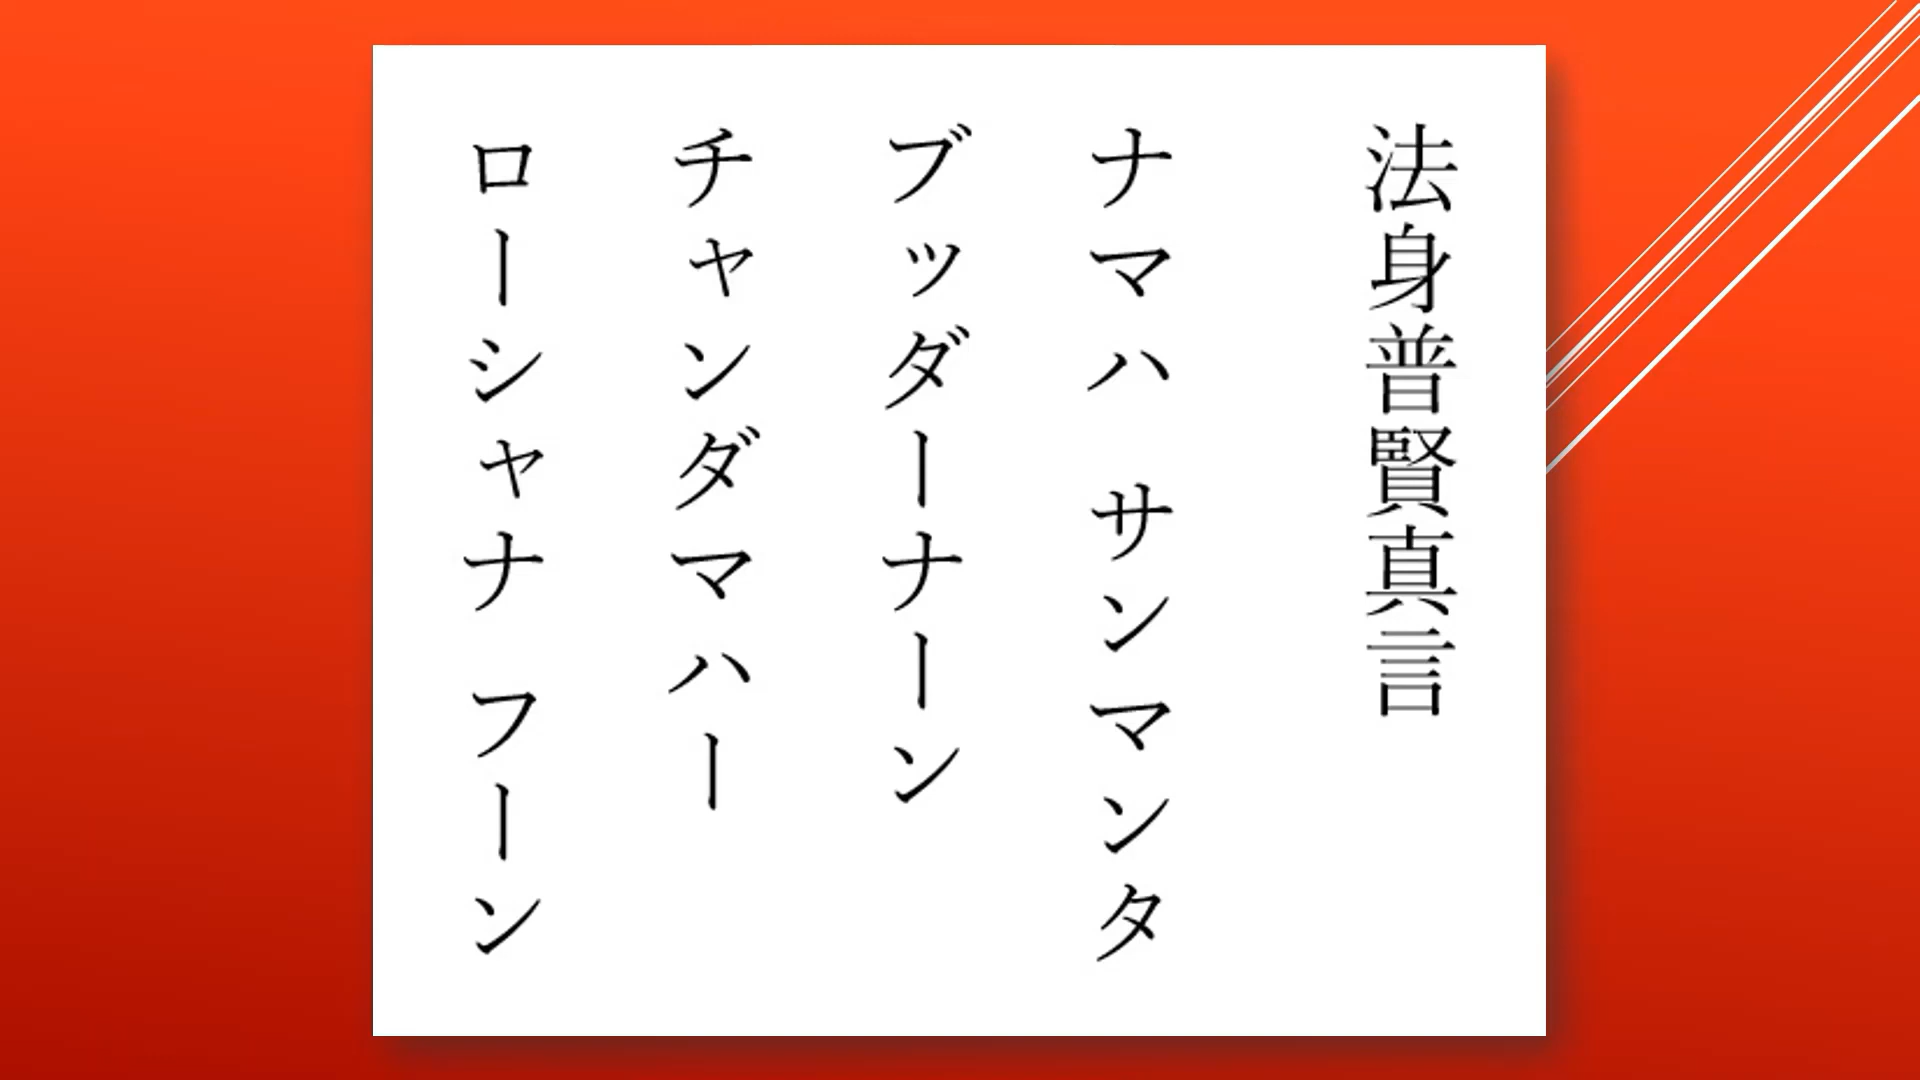 法身普賢真言
ナマハ サンマンタ
ブッダーナーン
チャンダマハー
ローシャナ フーン